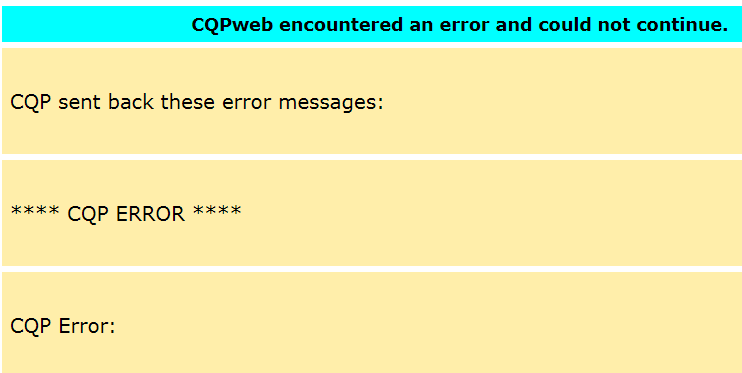 CQPweb encountered an error and could not continue.
CQP sent back these error messages:
**** CQP ERROR ****
CQP Error: